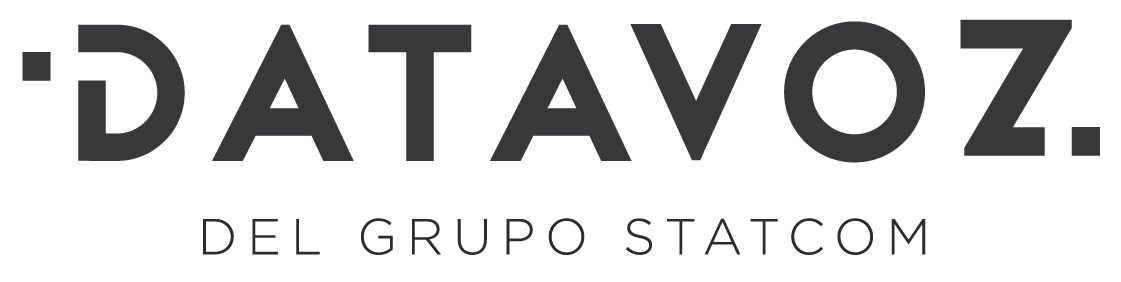 DATAVOZ.
DEL GRUPO STATCOM